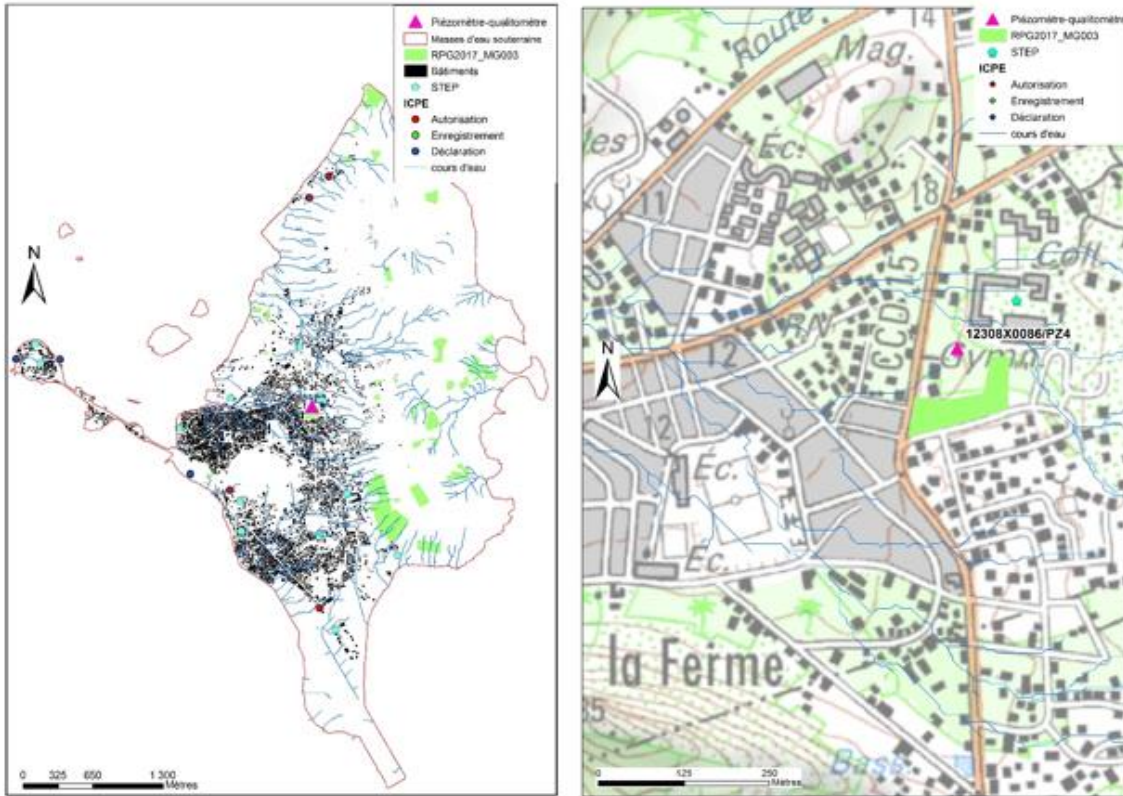 Piézomètre-qualitomètre
Masses d'eau souterraine
RPG2017_MG003
Bâtiments
STEP
ICPE
Autorisation
Enregistrement
Déclaration
cours d'eau
N
0 325 650 1 300
Mètres
Piézomètre-qualitomètre
RPG2017_MG003
STEP
ICPE
Autorisation
Enregistrement
Déclaration
cours d'eau
14
Route
Mag.
Éc.
11
18
15
Coll.
CCD
RN
12308X0086/PZ4
Gymn.
N
12
12
Éc.
Éc.
la Ferme
Bass.
0 125 250
Mètres